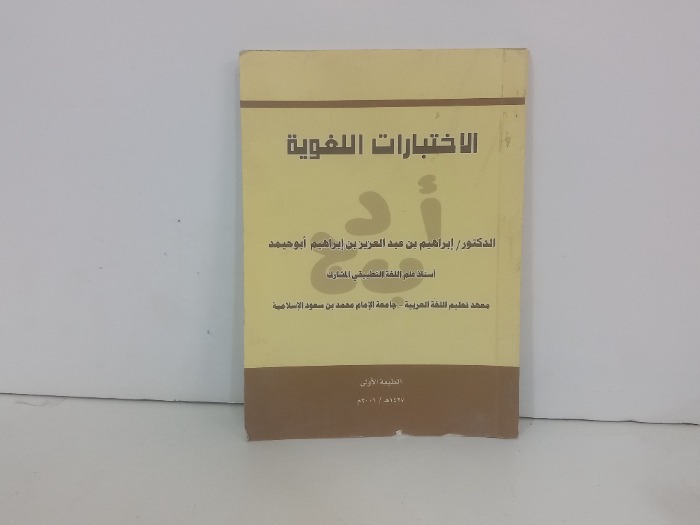 الاختبارات اللغوية
أ ب ج د
الدكتور/ إبراهيم بن عبد العزيز بن إبراهيم أبوحيمد
أستاذ علم اللغة التطبيقي المشارك
معهد تعليم اللغة العربية - جامعة الإمام محمد بن سعود الإسلامية
الطبعة الأولى
١٤٢٧هـ / ٢٠٠٦م